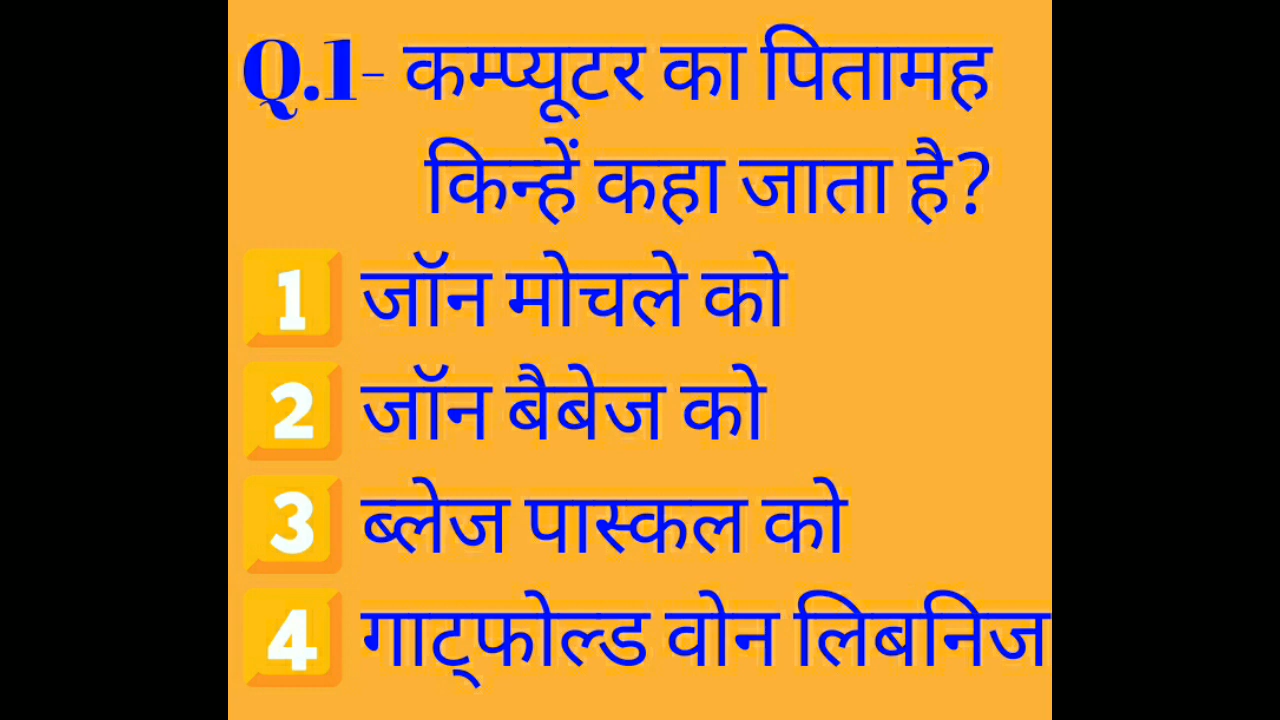 Q.1- कम्प्यूटर का पितामह
किन्हें कहा जाता है?
1 जॉन मोचले को
2 जॉन बैबेज को
3 ब्लेज पास्कल को
4 गाट्फोल्ड वोन लिबनिज